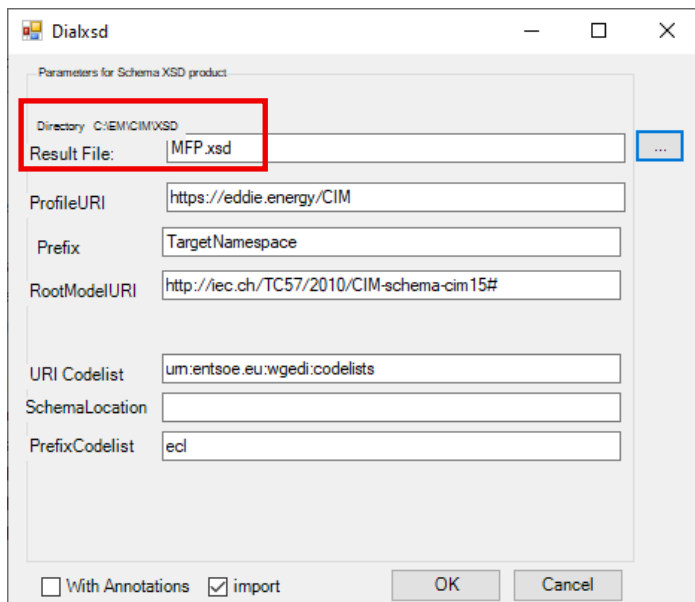 Dialxsd
Parameters for Schema XSD product
Directory C:\EM\CIM\XSD
Result File: MFP.xsd ...
ProfileURI https://eddie.energy/CIM
Prefix TargetNamespace
RootModelURI http://iec.ch/TC57/2010/CIM-schema-cim15#
URI Codelist urn:entsoe.eu:wgedi:codelists
SchemaLocation
PrefixCodelist ecl
With Annotations import OK Cancel